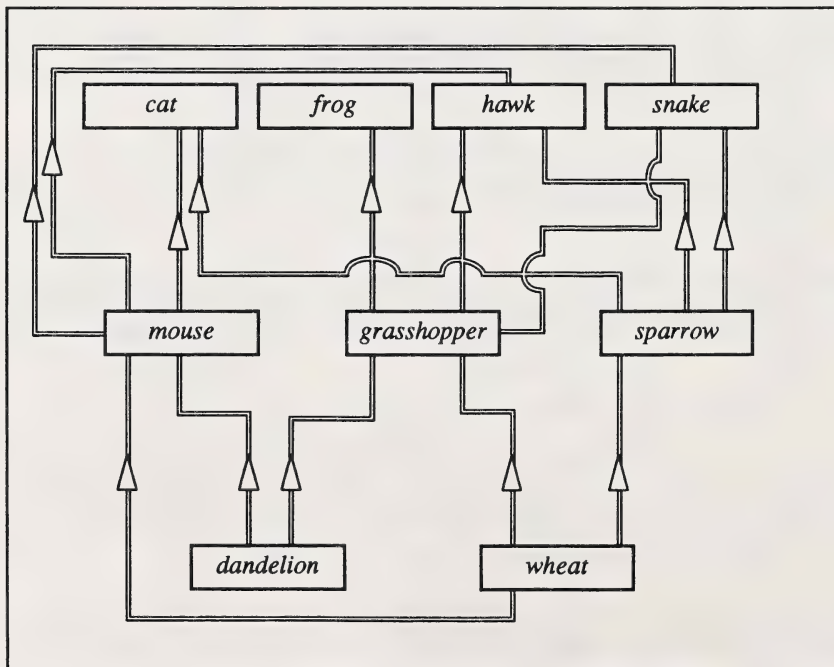 cat frog hawk snake
mouse grasshopper sparrow
dandelion wheat